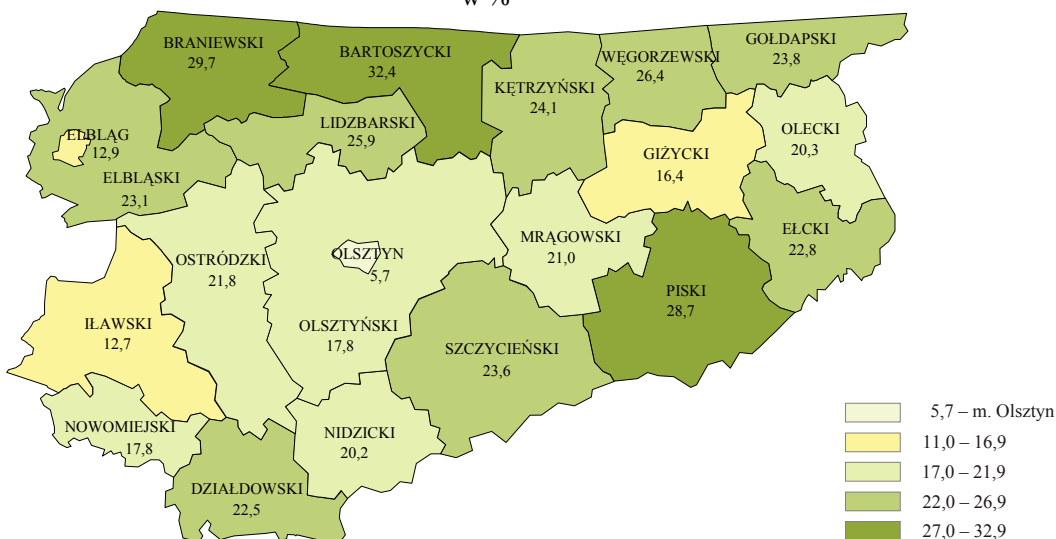 w %
BRANIEWSKI
29,7
BARTOSZYCKI
32,4
KĘTRZYŃSKI
24,1
WĘGORZEWSKI
26,4
GOŁDAPSKI
23,8
ELBLĄG
12,9
ELBLĄSKI
23,1
LIDZBARSKI
25,9
GIŻYCKI
16,4
OLECKI
20,3
EŁCKI
22,8
OSTRÓDZKI
21,8
OLSZTYN
5,7
MRĄGOWSKI
21,0
PISKI
28,7
IŁAWSKI
12,7
OLSZTYŃSKI
17,8
SZCZYCIEŃSKI
23,6
NOWOMIEJSKI
17,8
NIDZICKI
20,2
DZIAŁDOWSKI
22,5
5,7 – m. Olsztyn
11,0 – 16,9
17,0 – 21,9
22,0 – 26,9
27,0 – 32,9